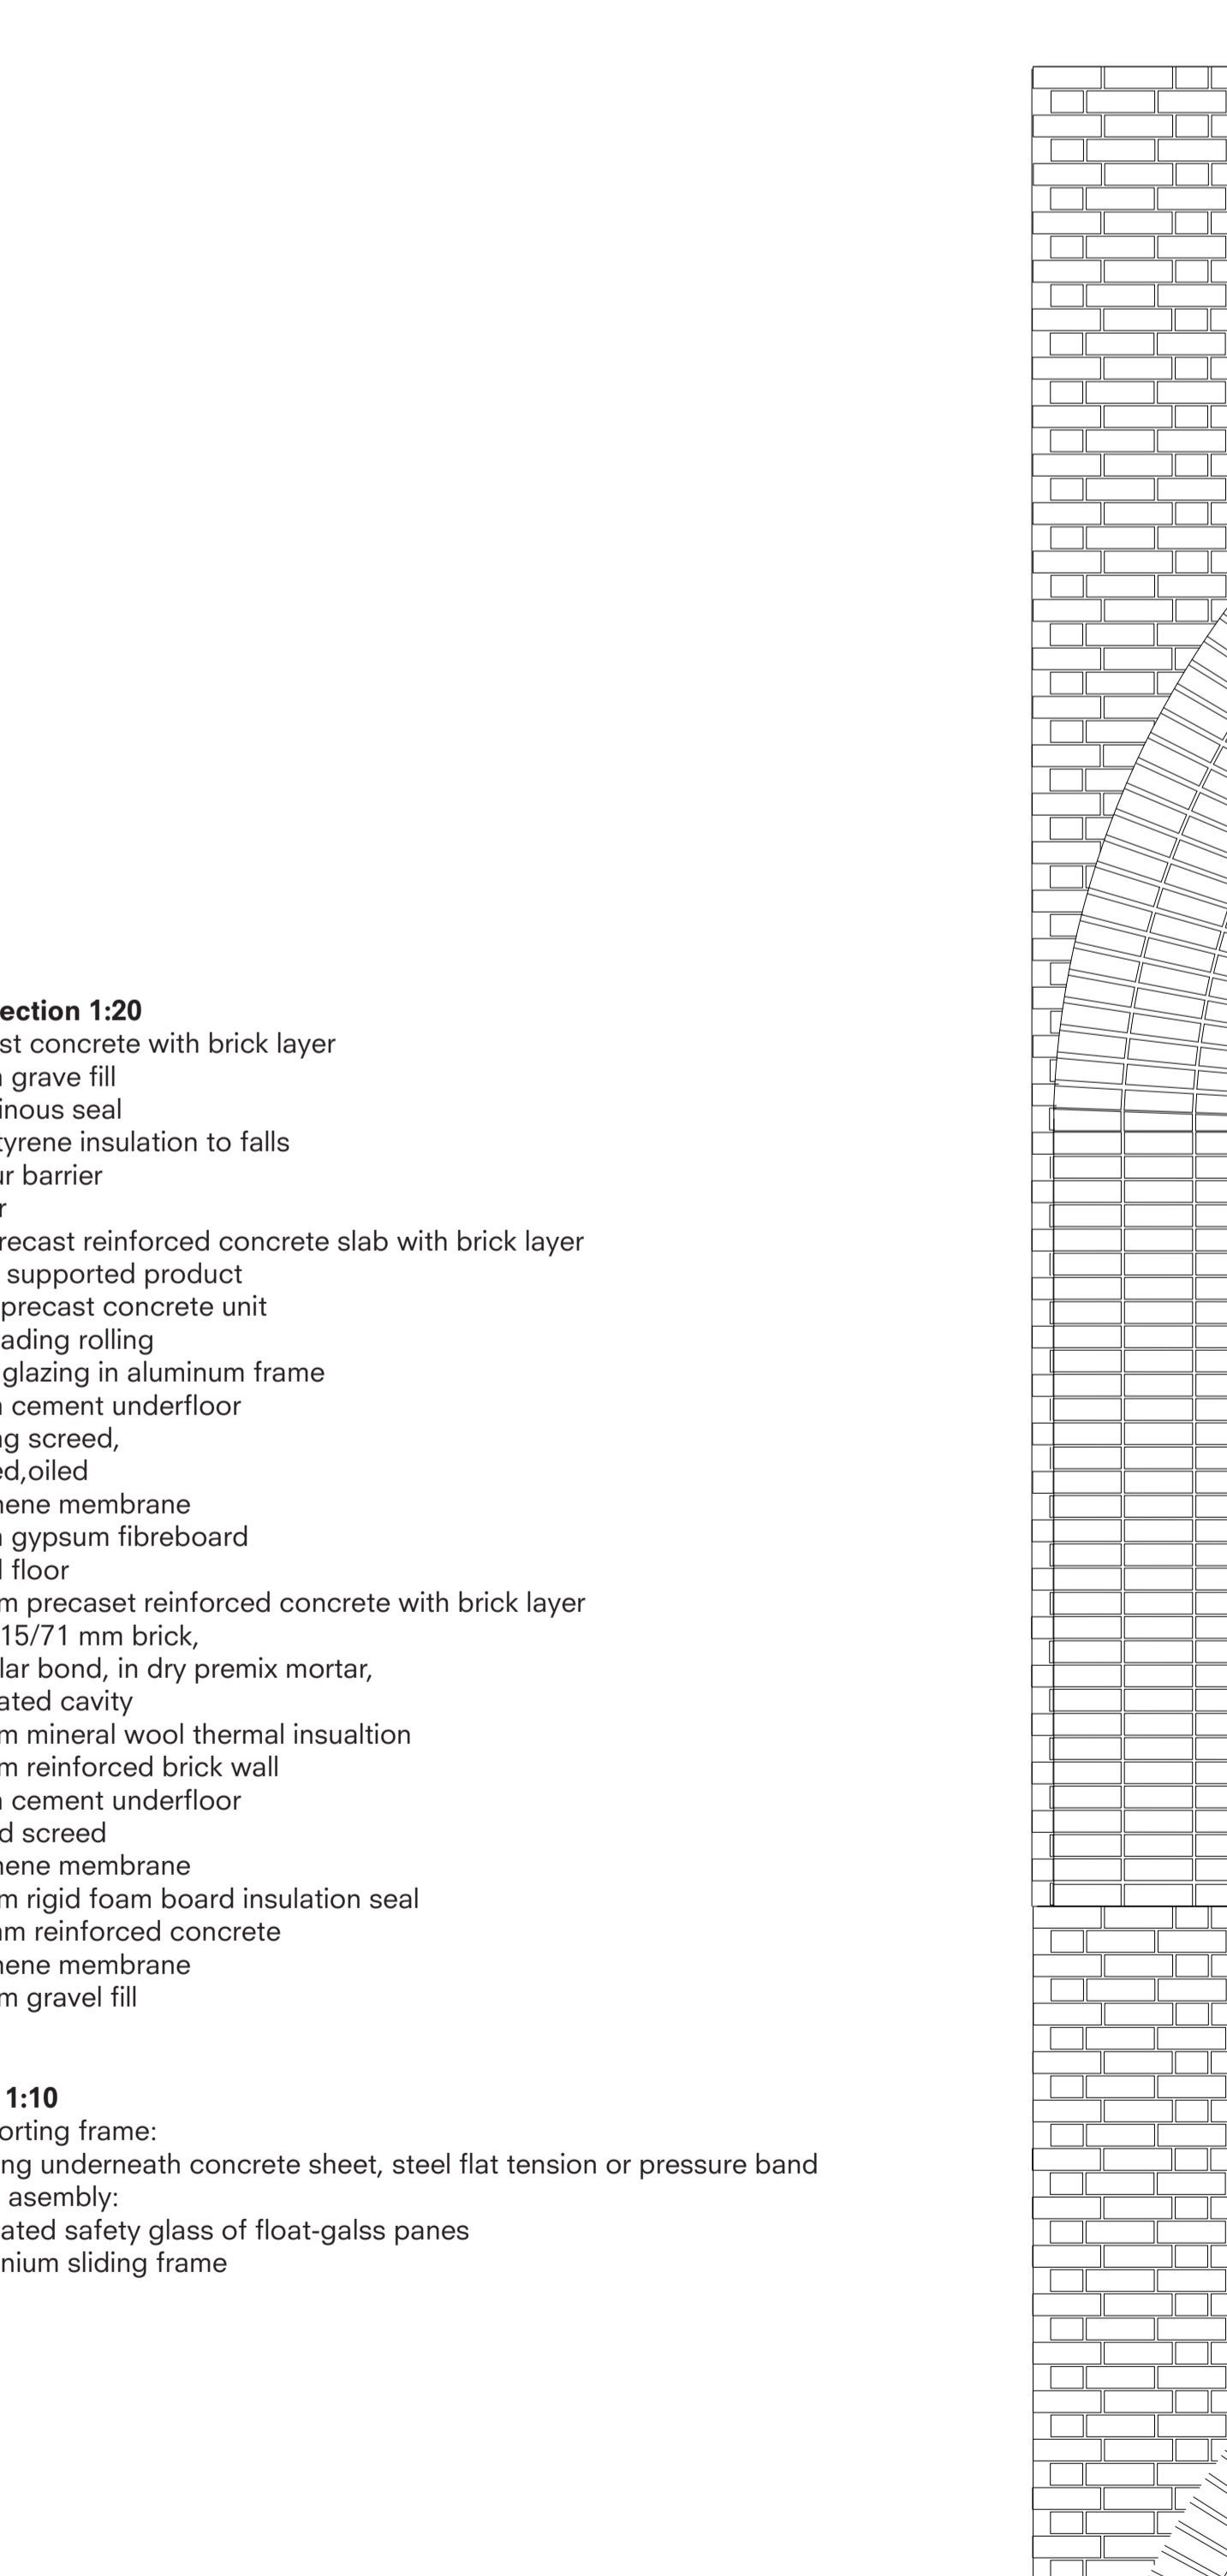 ection 1:20
st concrete with brick layer
grave fill
inous seal
tyrene insulation to falls
ur barrier
r
recast reinforced concrete slab with brick layer
supported product
precast concrete unit
ading rolling
glazing in aluminum frame
cement underfloor
ng screed,
ed,oiled
nene membrane
gypsum fibreboard
floor
m precaset reinforced concrete with brick layer
15/71 mm brick,
lar bond, in dry premix mortar,
ated cavity
m mineral wool thermal insualtion
m reinforced brick wall
cement underfloor
d screed
nene membrane
m rigid foam board insulation seal
m reinforced concrete
nene membrane
m gravel fill
1:10
orting frame:
ng underneath concrete sheet, steel flat tension or pressure band
asembly:
ated safety glass of float-galss panes
nium sliding frame